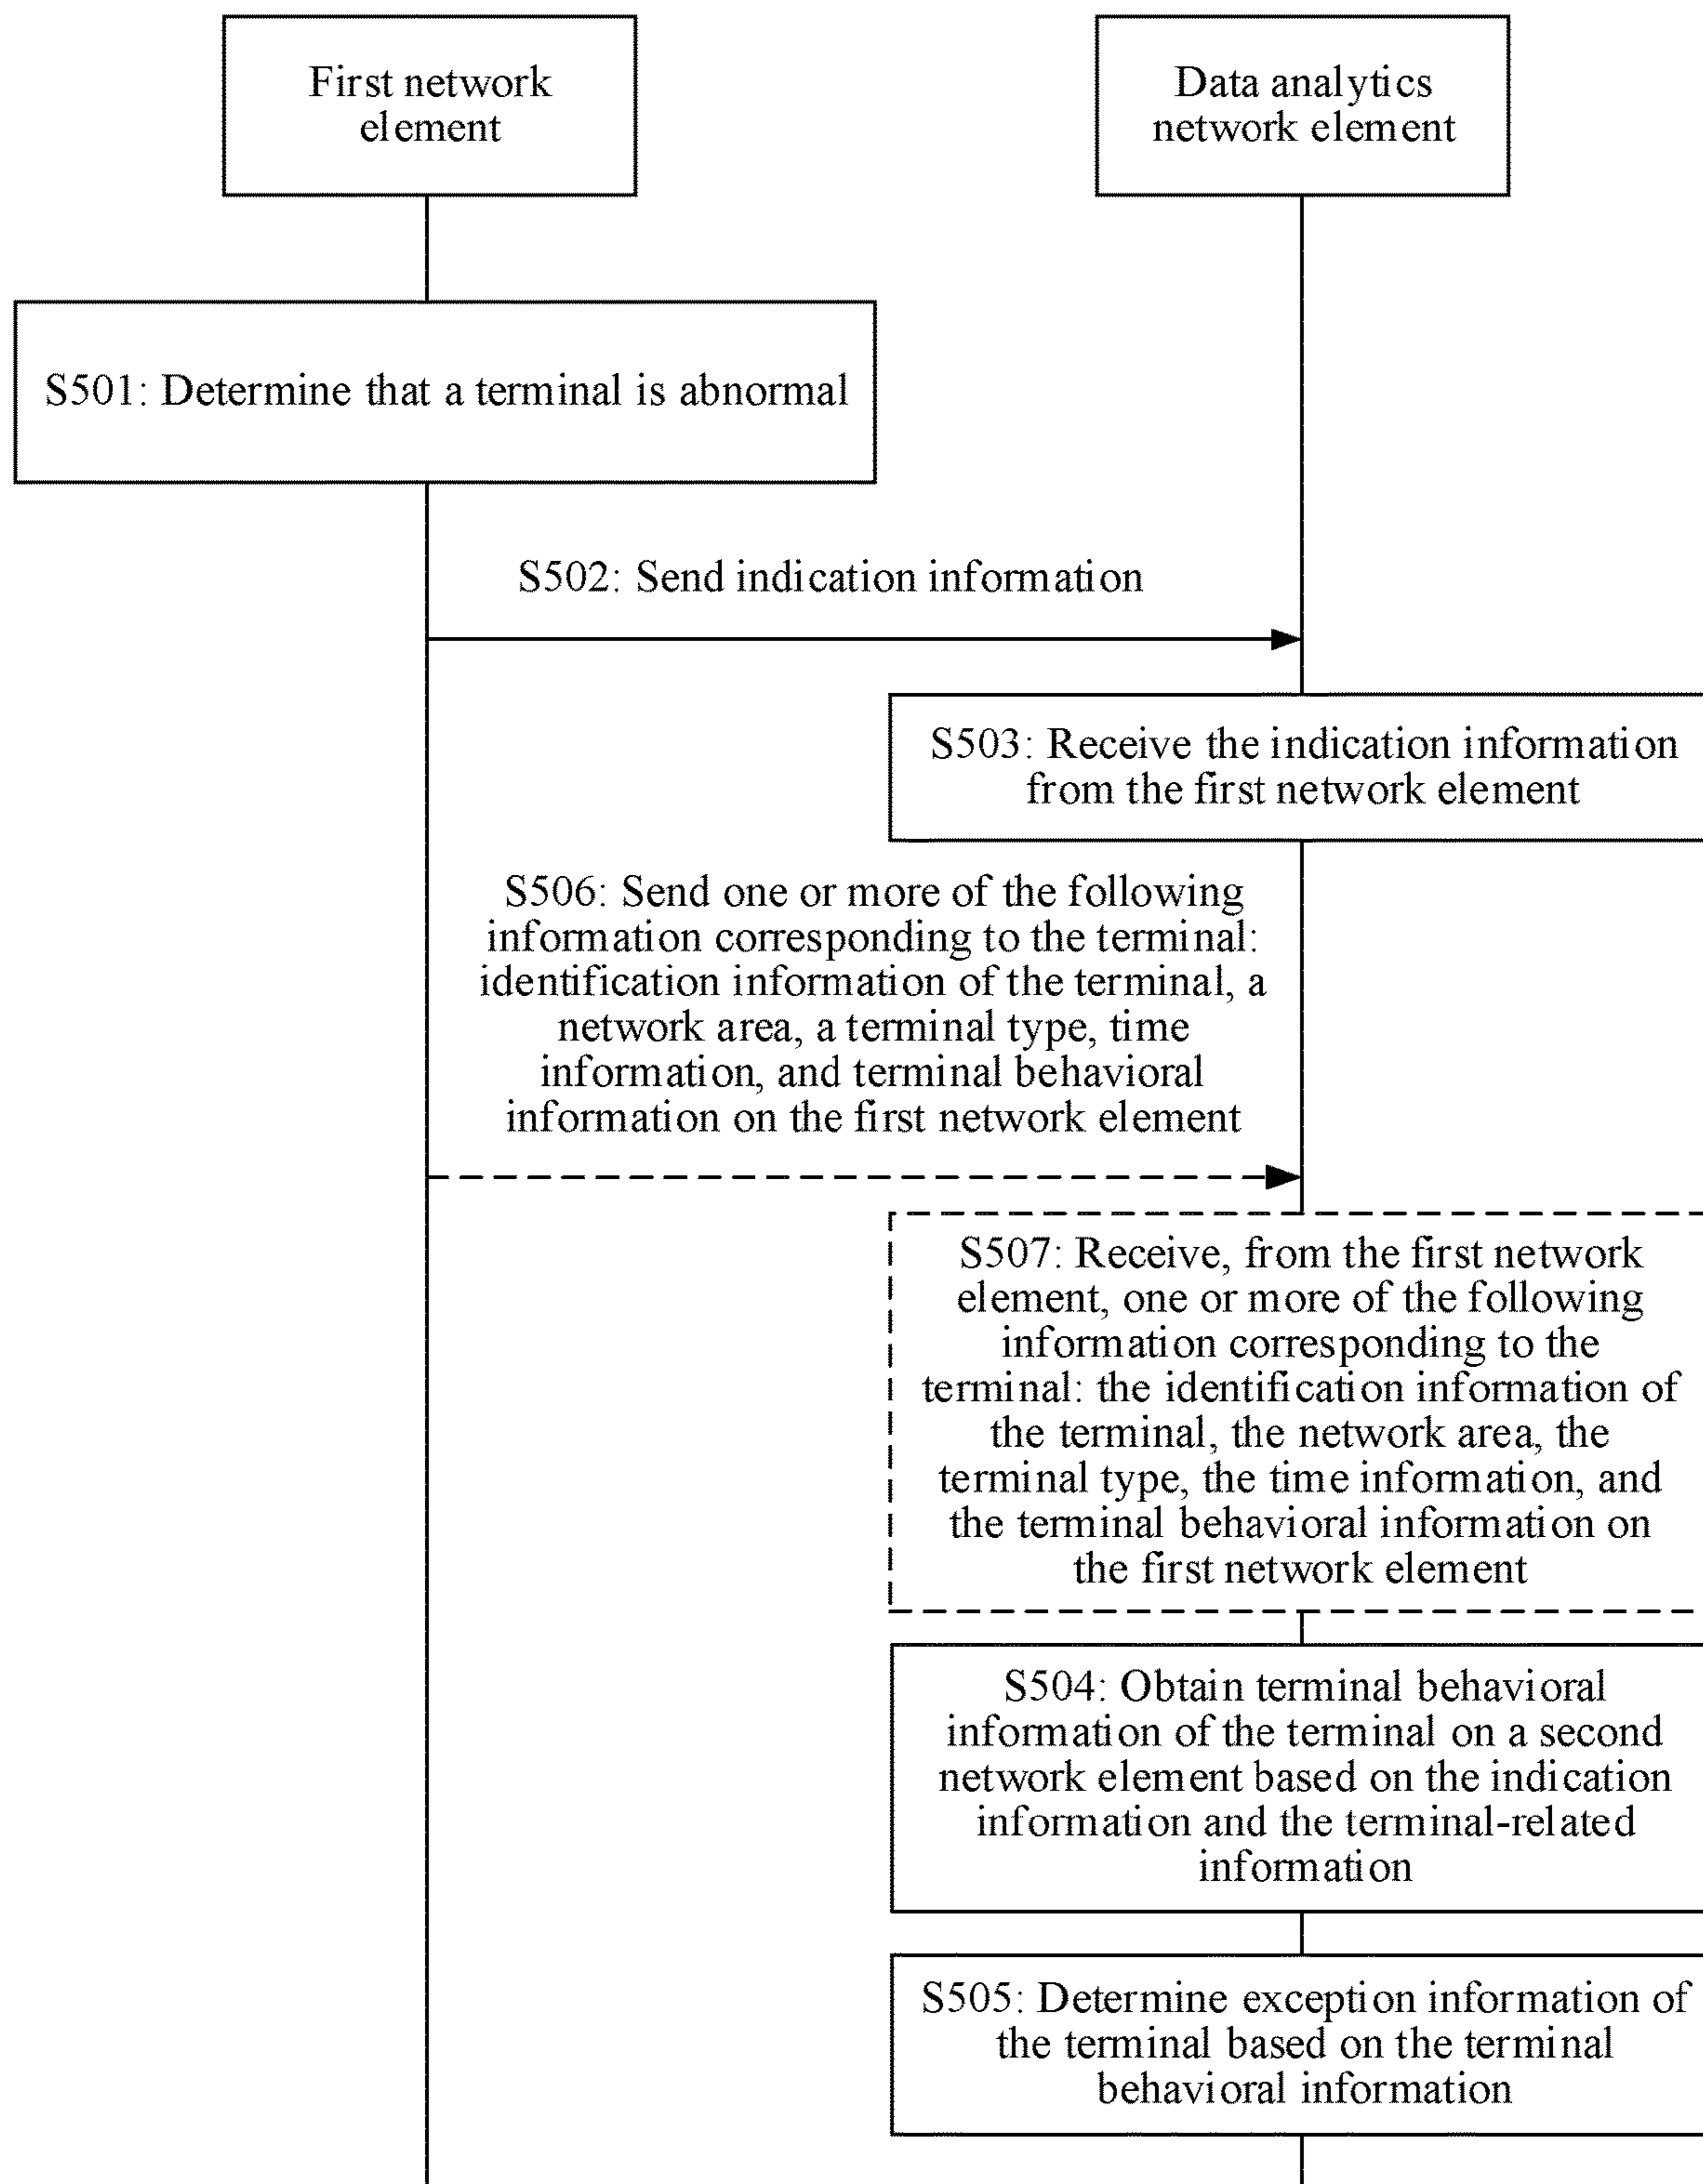 First network
element
Data analytics
network element
S501: Determine that a terminal is abnormal
S502: Send indication information
S503: Receive the indication information
from the first network element
S506: Send one or more of the following
information corresponding to the terminal:
identification information of the terminal, a
network area, a terminal type, time
information, and terminal behavioral
information on the first network element
S507: Receive, from the first network
element, one or more of the following
information corresponding to the
terminal: the identification information of
the terminal, the network area, the
terminal type, the time information, and
the terminal behavioral information on
the first network element
S504: Obtain terminal behavioral
information of the terminal on a second
network element based on the indication
information and the terminal-related
information
S505: Determine exception information of
the terminal based on the terminal
behavioral information